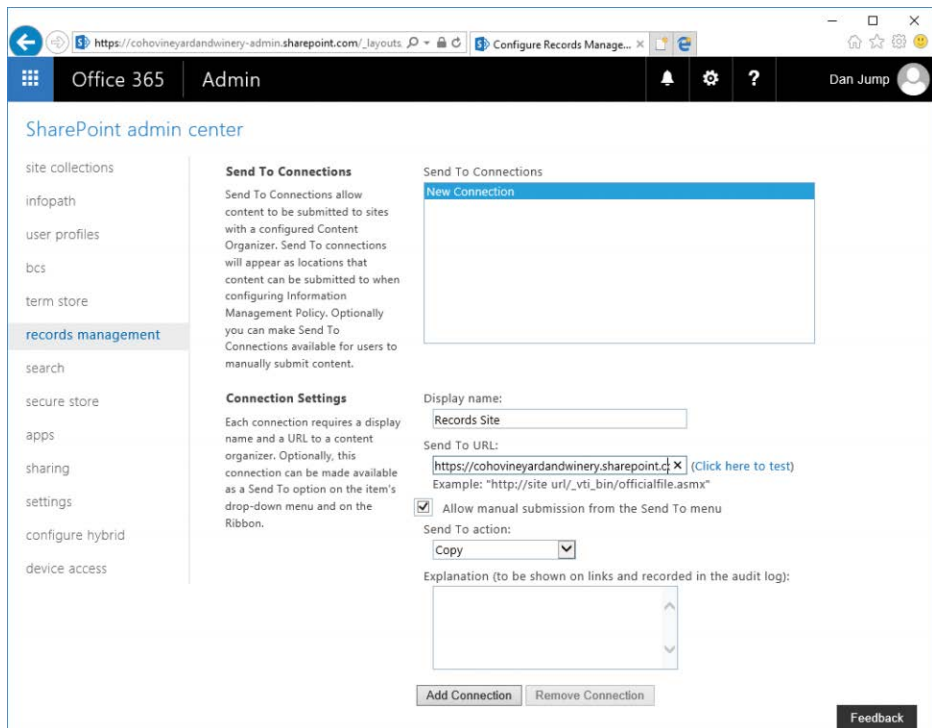 https://cohovineyardandwinery-admin.sharepoint.com/_layouts
Configure Records Manage...
Office 365
Admin
?
Dan Jump
SharePoint admin center
site collections
infopath
user profiles
bcs
term store
records management
search
secure store
apps
sharing
settings
configure hybrid
device access
Send To Connections
Send To Connections allow
content to be submitted to sites
with a configured Content
Organizer. Send To connections
will appear as locations that
content can be submitted to when
configuring Information
Management Policy. Optionally
you can make Send To
Connections available for users to
manually submit content.
Send To Connections
New Connection
Connection Settings
Each connection requires a display
name and a URL to a content
organizer. Optionally, this
connection can be made available
as a Send To option on the item's
drop-down menu and on the
Ribbon.
Display name:
Records Site
Send To URL:
https://cohovineyardandwinery.sharepoint.c (Click here to test)
Example: "http://site url/_vti_bin/officialfile.asmx"
Allow manual submission from the Send To menu
Send To action:
Copy
Explanation (to be shown on links and recorded in the audit log):
Add Connection Remove Connection
Feedback